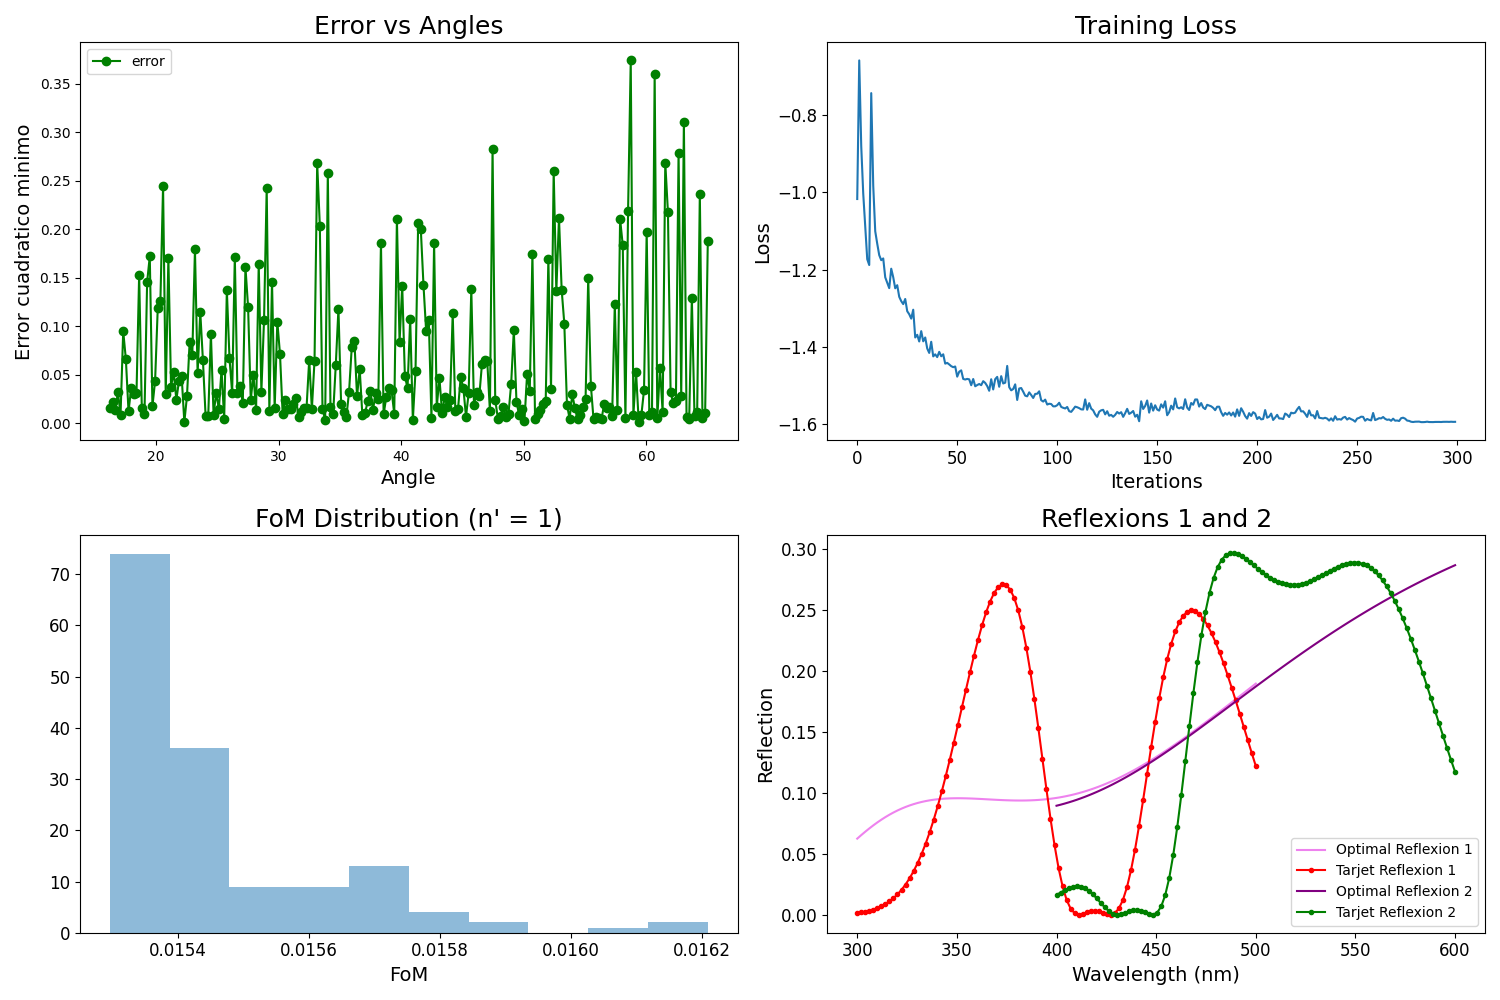 Error vs Angles
error
Error cuadratico minimo
0.35
0.30
0.25
0.20
0.15
0.10
0.05
0.00
20 30 40 50 60
Angle
Training Loss
Loss
−0.8
−1.0
−1.2
−1.4
−1.6
0 50 100 150 200 250 300
Iterations
FoM Distribution (n' = 1)
70
60
50
40
30
20
10
0
0.0154 0.0156 0.0158 0.0160 0.0162
FoM
Reflexions 1 and 2
Reflection
0.30
0.25
0.20
0.15
0.10
0.05
0.00
Optimal Reflexion 1
Tarjet Reflexion 1
Optimal Reflexion 2
Tarjet Reflexion 2
300 350 400 450 500 550 600
Wavelength (nm)